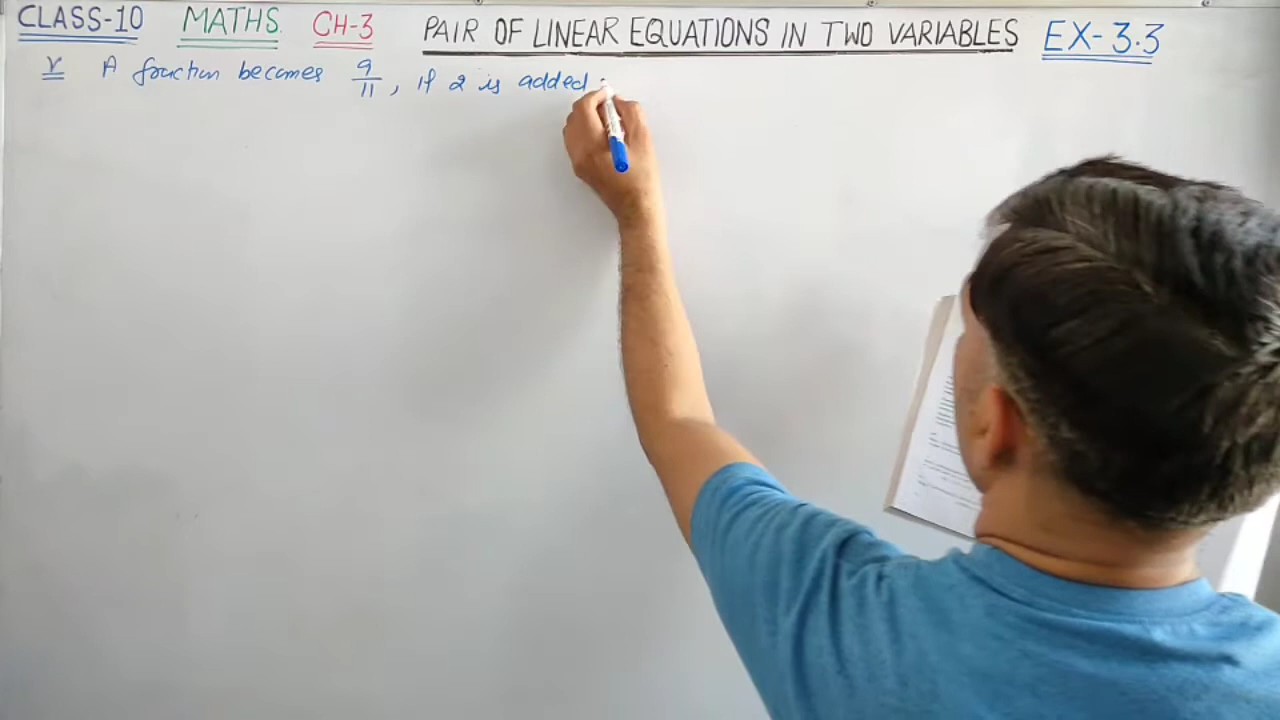 CLASS-10 MATHS. CH-3 PAIR OF LINEAR EQUATIONS IN TWO VARIABLES EX-3.3
v A fraction becomes 9/11, if 2 is added